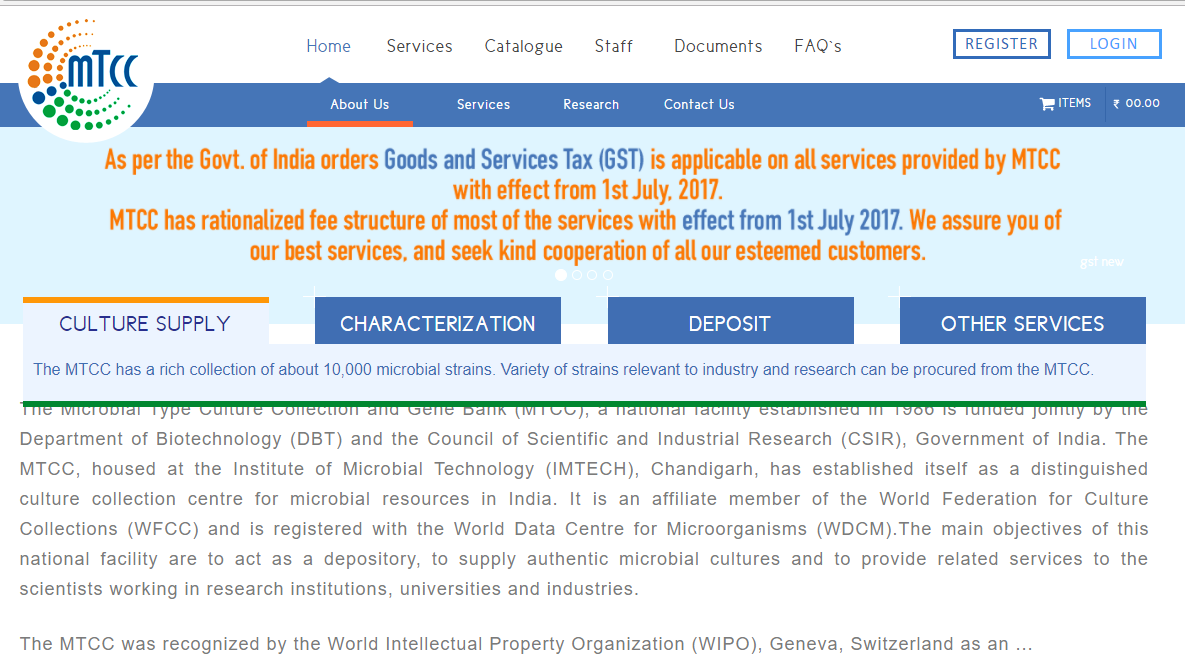 mTCC
Home Services Catalogue Staff Documents FAQ`s REGISTER LOGIN
About Us Services Research Contact Us ITEMS ₹ 00.00
As per the Govt. of India orders Goods and Services Tax (GST) is applicable on all services provided by MTCC
with effect from 1st July, 2017.
MTCC has rationalized fee structure of most of the services with effect from 1st July 2017. We assure you of
our best services, and seek kind cooperation of all our esteemed customers.
gst new
CULTURE SUPPLY CHARACTERIZATION DEPOSIT OTHER SERVICES
The MTCC has a rich collection of about 10,000 microbial strains. Variety of strains relevant to industry and research can be procured from the MTCC.
The Microbial Type Culture Collection and Gene Bank (MTCC), a national facility established in 1986 is funded jointly by the
Department of Biotechnology (DBT) and the Council of Scientific and Industrial Research (CSIR), Government of India. The
MTCC, housed at the Institute of Microbial Technology (IMTECH), Chandigarh, has established itself as a distinguished
culture collection centre for microbial resources in India. It is an affiliate member of the World Federation for Culture
Collections (WFCC) and is registered with the World Data Centre for Microorganisms (WDCM).The main objectives of this
national facility are to act as a depository, to supply authentic microbial cultures and to provide related services to the
scientists working in research institutions, universities and industries.
The MTCC was recognized by the World Intellectual Property Organization (WIPO), Geneva, Switzerland as an ...